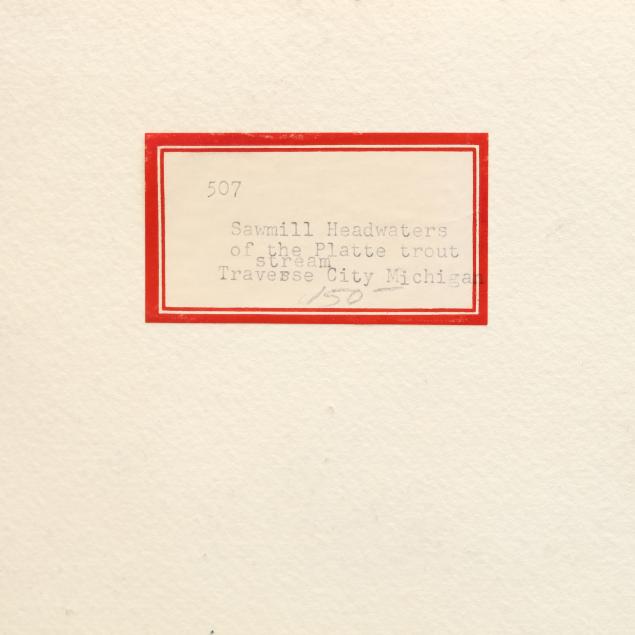 507
Sawmill Headwaters
of the Platte trout
stream
Traverse City Michigan
150 —